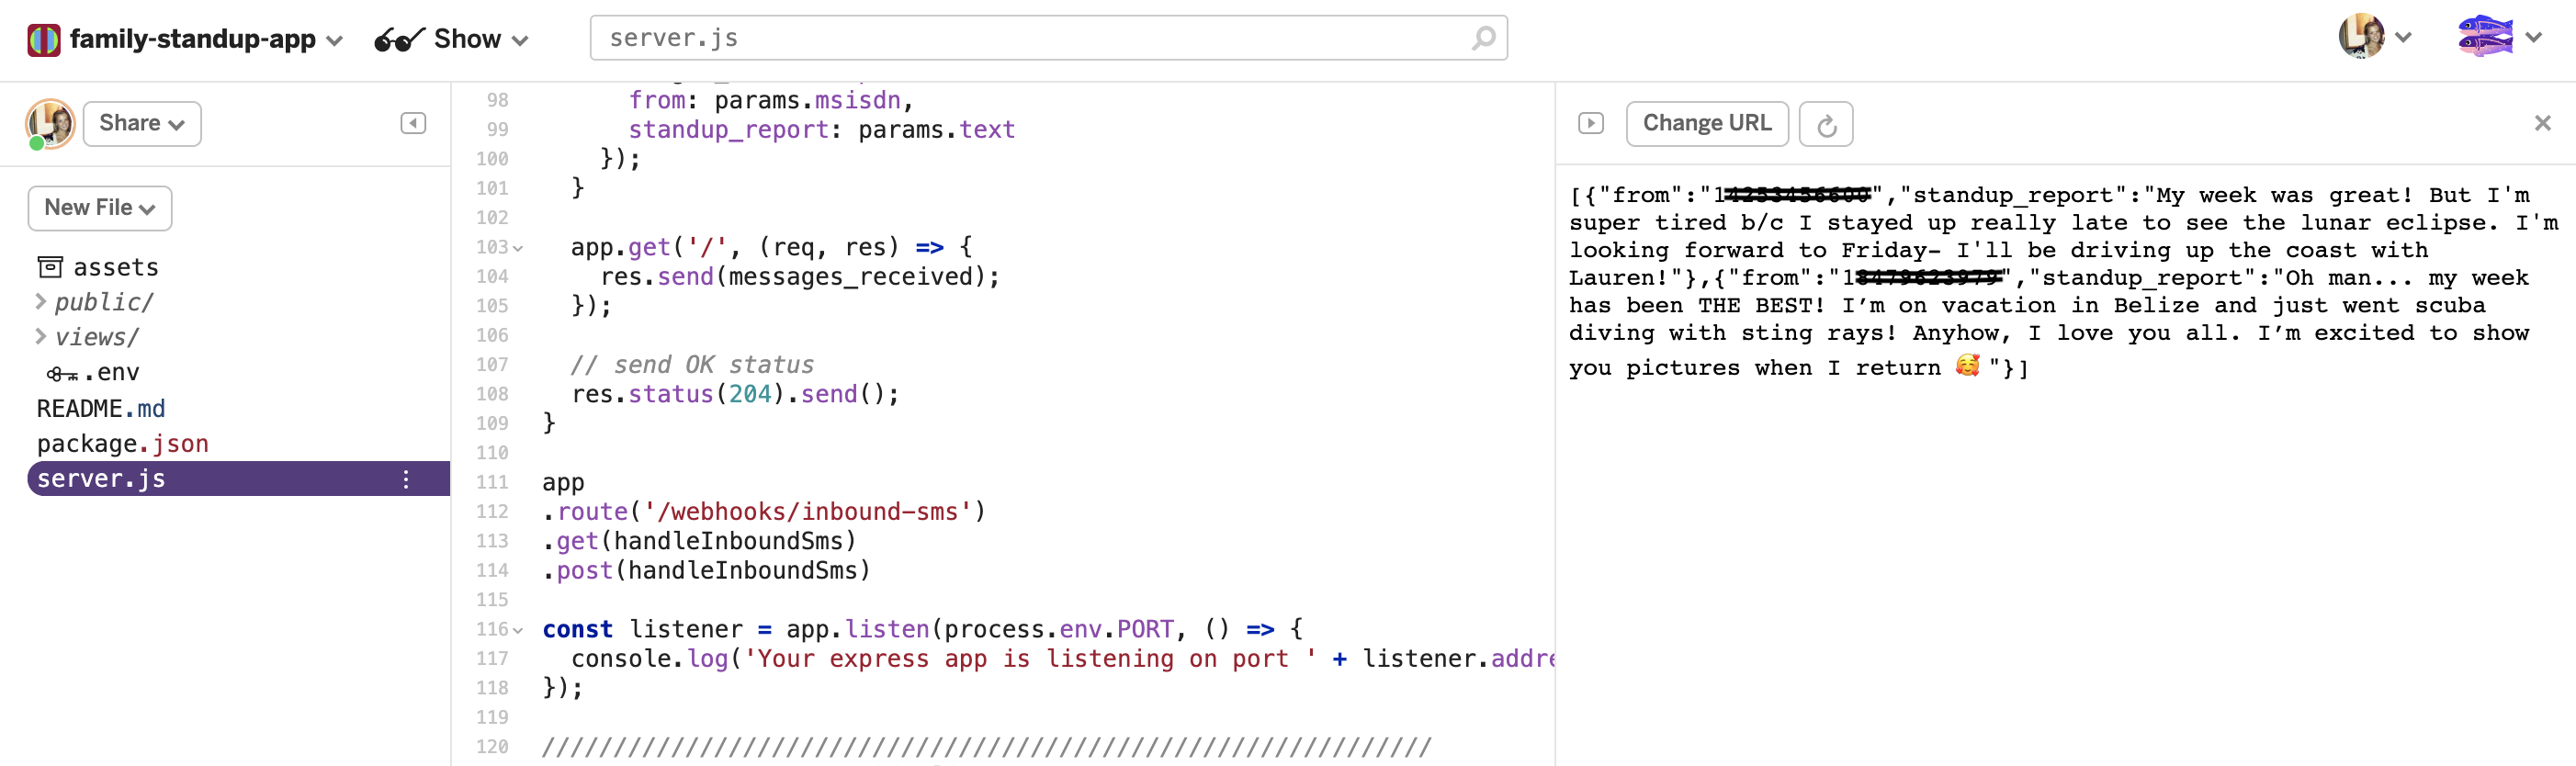 family-standup-app Show server.js
Share
New File
assets
public/
views/
.env
README.md
package.json
server.js
98 from: params.msisdn,
99 standup_report: params.text
100 });
101 }
102
103 app.get('/', (req, res) => {
104 res.send(messages_received);
105 });
106
107 // send OK status
108 res.status(204).send();
109 }
110
111 app
112 .route('/webhooks/inbound-sms')
113 .get(handleInboundSms)
114 .post(handleInboundSms)
115
116 const listener = app.listen(process.env.PORT, () => {
117 console.log('Your express app is listening on port ' + listener.addre
118 });
119
120 //////////////////////////////////////////////////////////////
Change URL
[{"from":"1","standup_report":"My week was great! But I'm
super tired b/c I stayed up really late to see the lunar eclipse. I'm
looking forward to Friday- I'll be driving up the coast with
Lauren!"},{"from":"1","standup_report":"Oh man... my week
has been THE BEST! I’m on vacation in Belize and just went scuba
diving with sting rays! Anyhow, I love you all. I’m excited to show
you pictures when I return 🥰 "}]